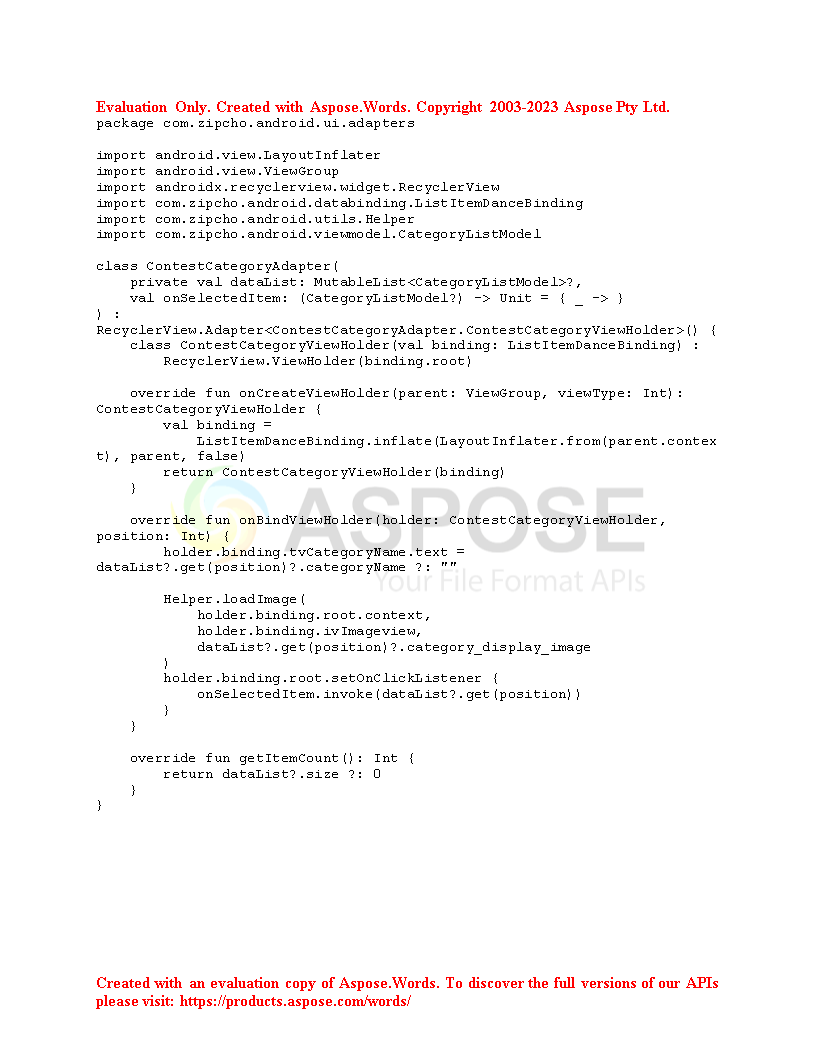 Evaluation Only. Created with Aspose.Words. Copyright 2003-2023 Aspose Pty Ltd.
package com.zipcho.android.ui.adapters

import android.view.LayoutInflater
import android.view.ViewGroup
import androidx.recyclerview.widget.RecyclerView
import com.zipcho.android.databinding.ListItemDanceBinding
import com.zipcho.android.utils.Helper
import com.zipcho.android.viewmodel.CategoryListModel

class ContestCategoryAdapter(
    private val dataList: MutableList<CategoryListModel>?,
    val onSelectedItem: (CategoryListModel?) -> Unit = { _ -> }
) :
RecyclerView.Adapter<ContestCategoryAdapter.ContestCategoryViewHolder>() {
    class ContestCategoryViewHolder(val binding: ListItemDanceBinding) :
        RecyclerView.ViewHolder(binding.root)

    override fun onCreateViewHolder(parent: ViewGroup, viewType: Int):
ContestCategoryViewHolder {
        val binding =
            ListItemDanceBinding.inflate(LayoutInflater.from(parent.contex
t), parent, false)
        return ContestCategoryViewHolder(binding)
    }

    override fun onBindViewHolder(holder: ContestCategoryViewHolder,
position: Int) {
        holder.binding.tvCategoryName.text =
dataList?.get(position)?.categoryName ?: ""

        Helper.loadImage(
            holder.binding.root.context,
            holder.binding.ivImageview,
            dataList?.get(position)?.category_display_image
        )
        holder.binding.root.setOnClickListener {
            onSelectedItem.invoke(dataList?.get(position))
        }
    }

    override fun getItemCount(): Int {
        return dataList?.size ?: 0
    }
}
ASPOSE
Your File Format APIs
Created with an evaluation copy of Aspose.Words. To discover the full versions of our APIs
please visit: https://products.aspose.com/words/